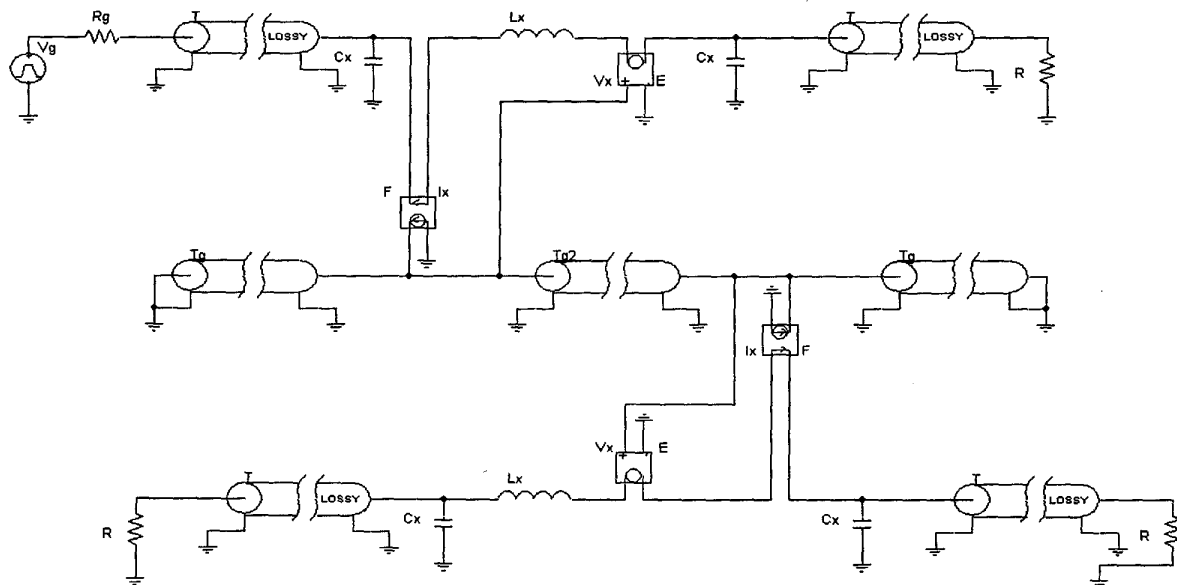 Rg T Lx T
Vg LOSSY Cx Cx LOSSY
Vx + E R
F Ix
Tg Tg2 Tg
Ix F
Vx + E
T Lx T
LOSSY Cx Cx LOSSY
R R